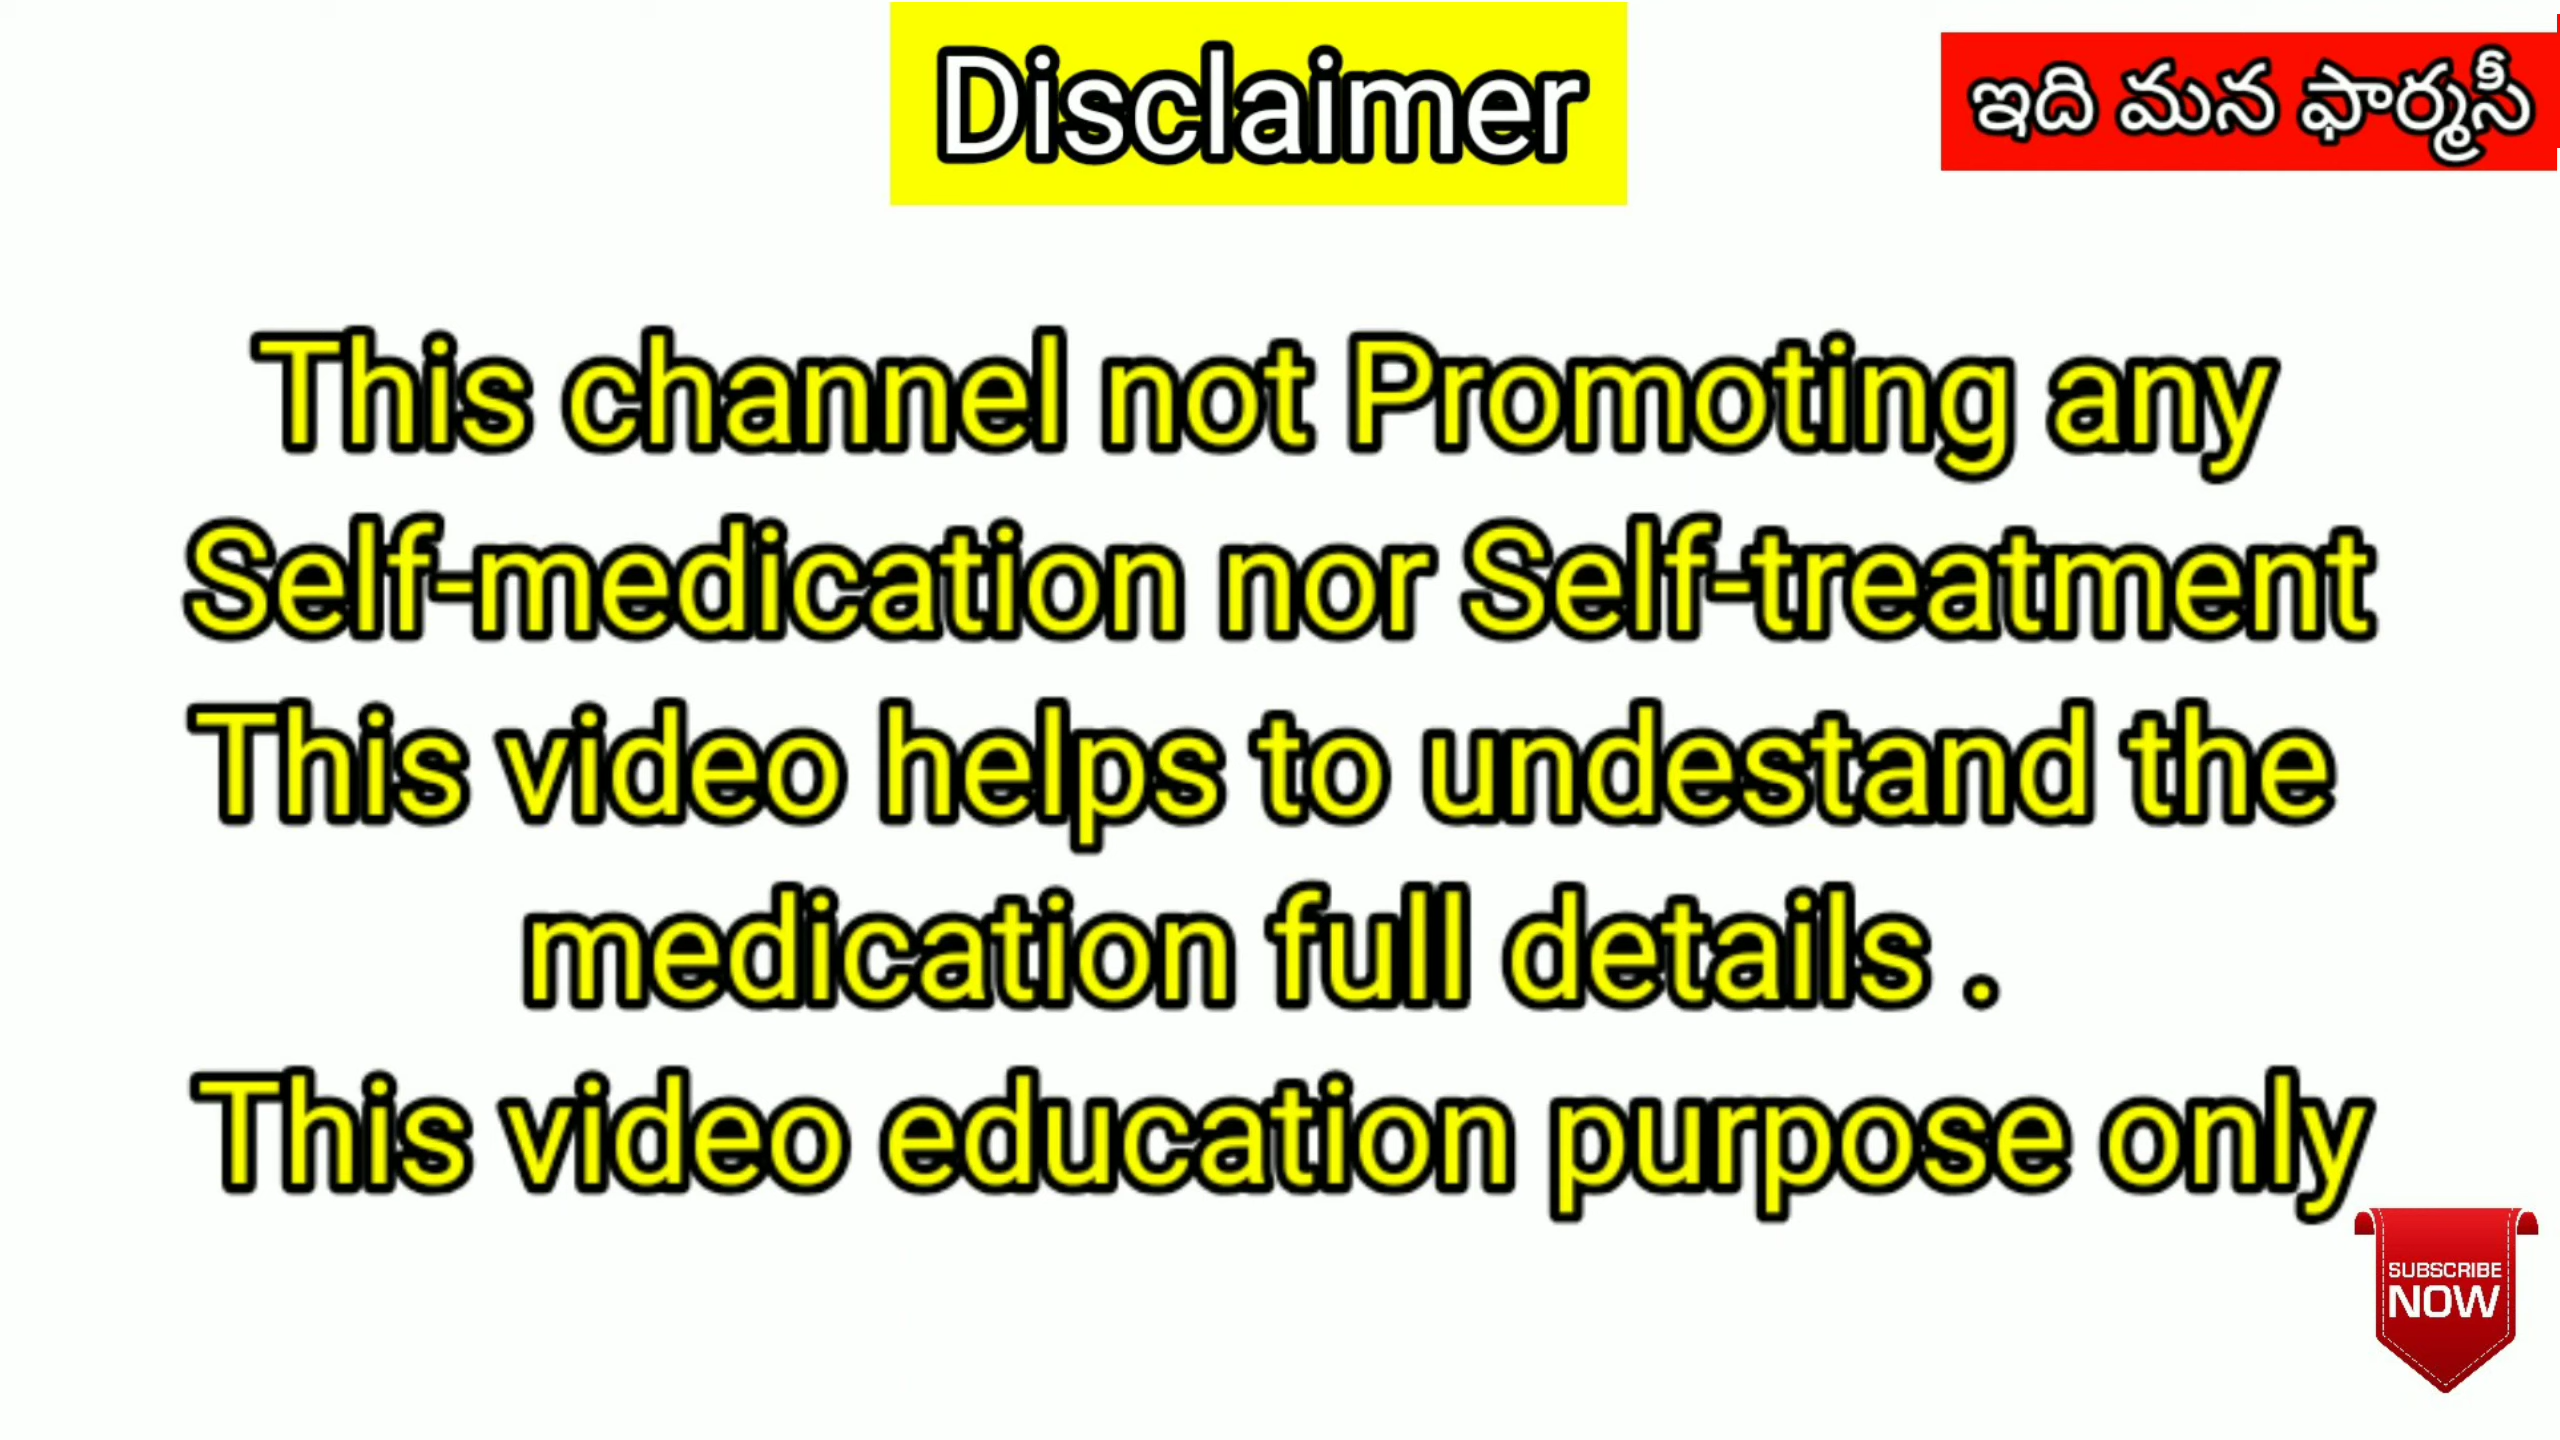 Disclaimer
ఇది మన ఫార్మసీ
This channel not Promoting any
Self-medication nor Self-treatment
This video helps to undestand the
medication full details .
This video education purpose only
SUBSCRIBE
NOW